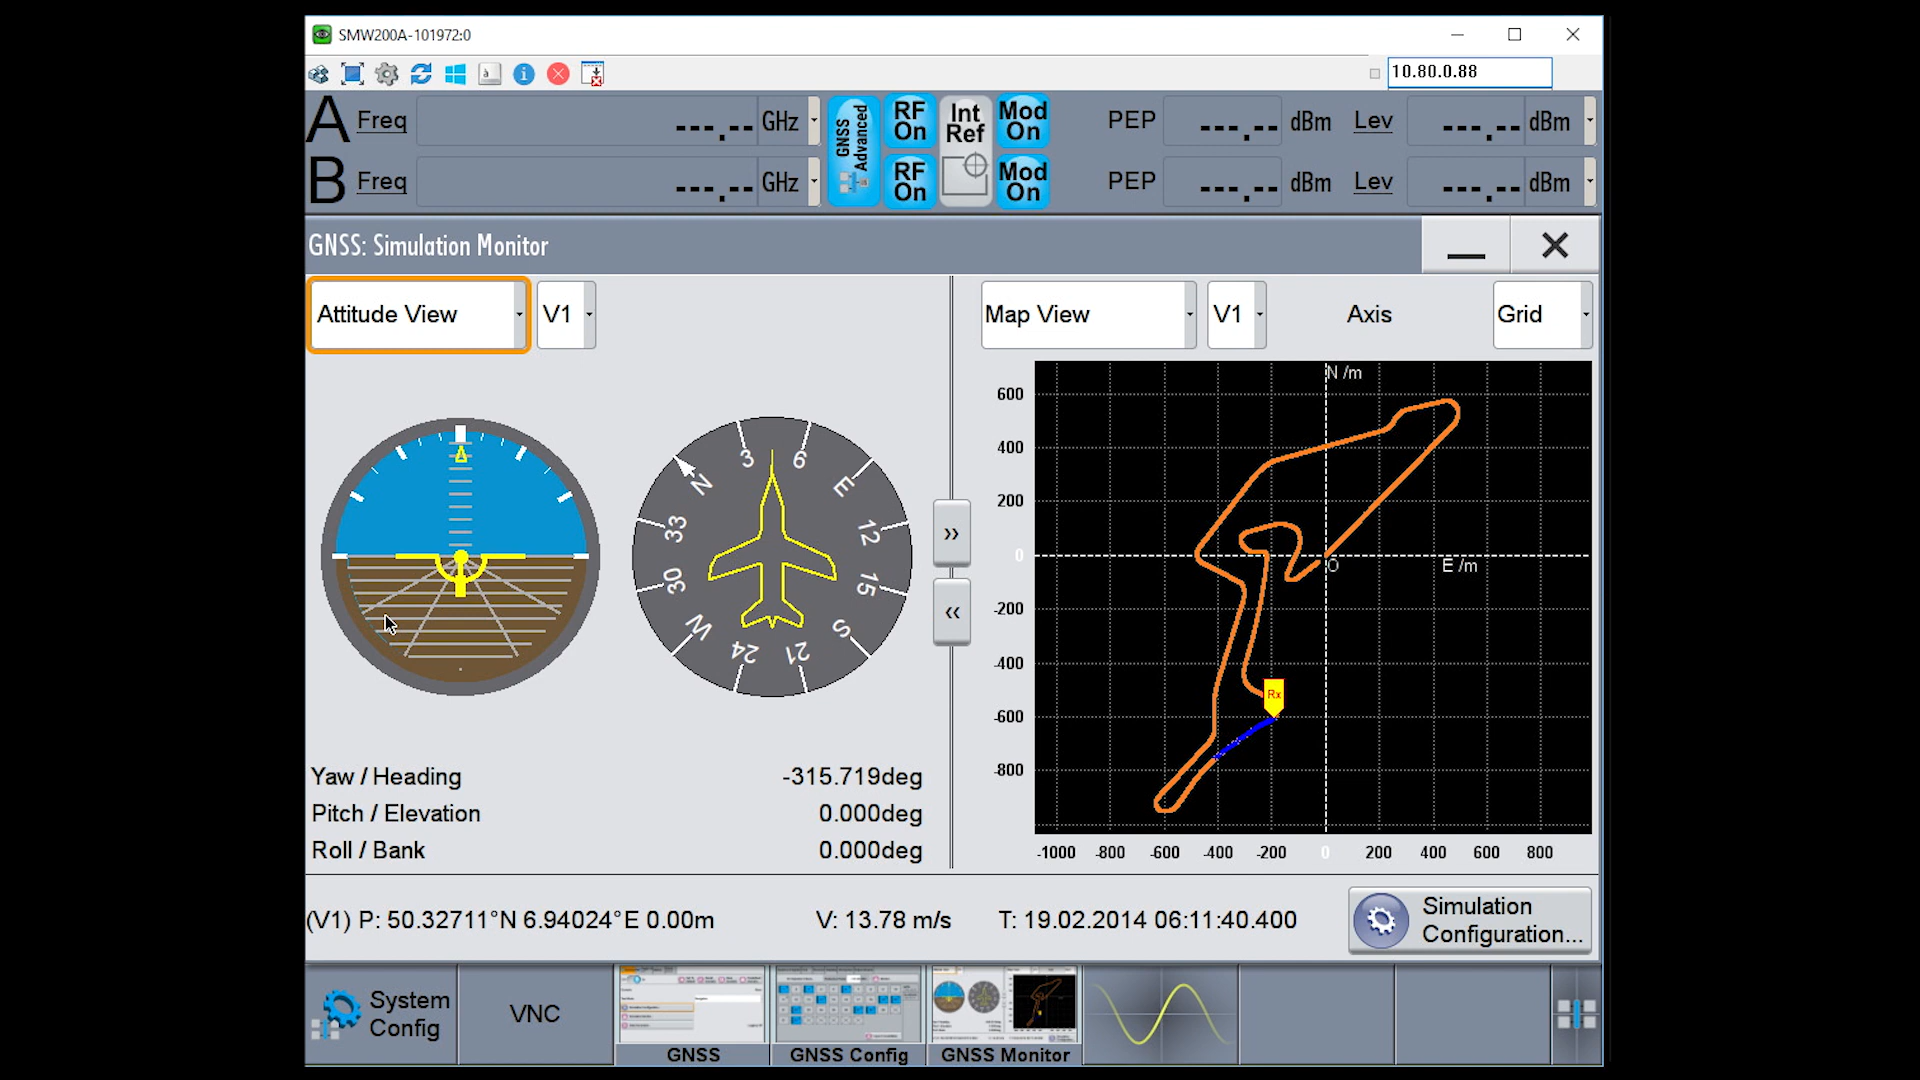 SMW200A-101972:0
10.80.0.88
A Freq ---.-- GHz
GNSS Advanced
RF On
Int Ref
Mod On
PEP ---.-- dBm Lev ---.-- dBm
B Freq ---.-- GHz
RF On
Mod On
PEP ---.-- dBm Lev ---.-- dBm
GNSS: Simulation Monitor
Attitude View V1
Map View V1 Axis Grid
N 3 6 E 12 15 S 21 24 W 30 33
>>
<<
N /m
600
400
200
0
-200
-400
-600
-800
O
E /m
Rx
-1000 -800 -600 -400 -200 0 200 400 600 800
Yaw / Heading -315.719deg
Pitch / Elevation 0.000deg
Roll / Bank 0.000deg
(V1) P: 50.32711°N 6.94024°E 0.00m V: 13.78 m/s T: 19.02.2014 06:11:40.400
Simulation
Configuration...
System
Config
VNC
GNSS
GNSS Config
GNSS Monitor